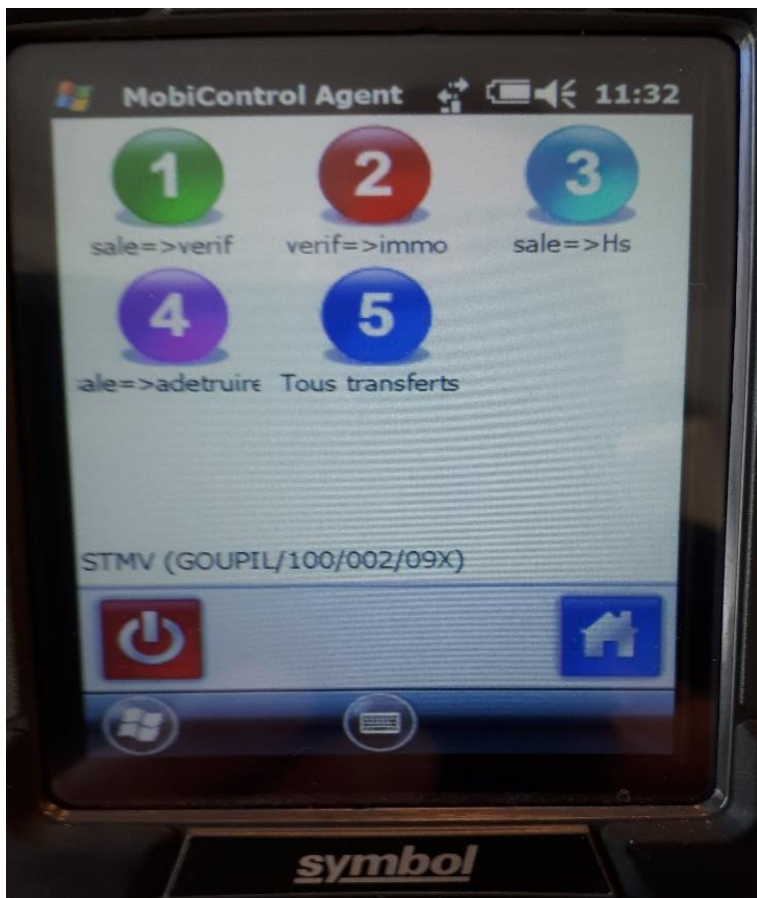 MobiControl Agent 11:32
1 2 3
sale=>verif verif=>immo sale=>Hs
4 5
ale=>adetruire Tous transferts
STMV (GOUPIL/100/002/09X)
symbol